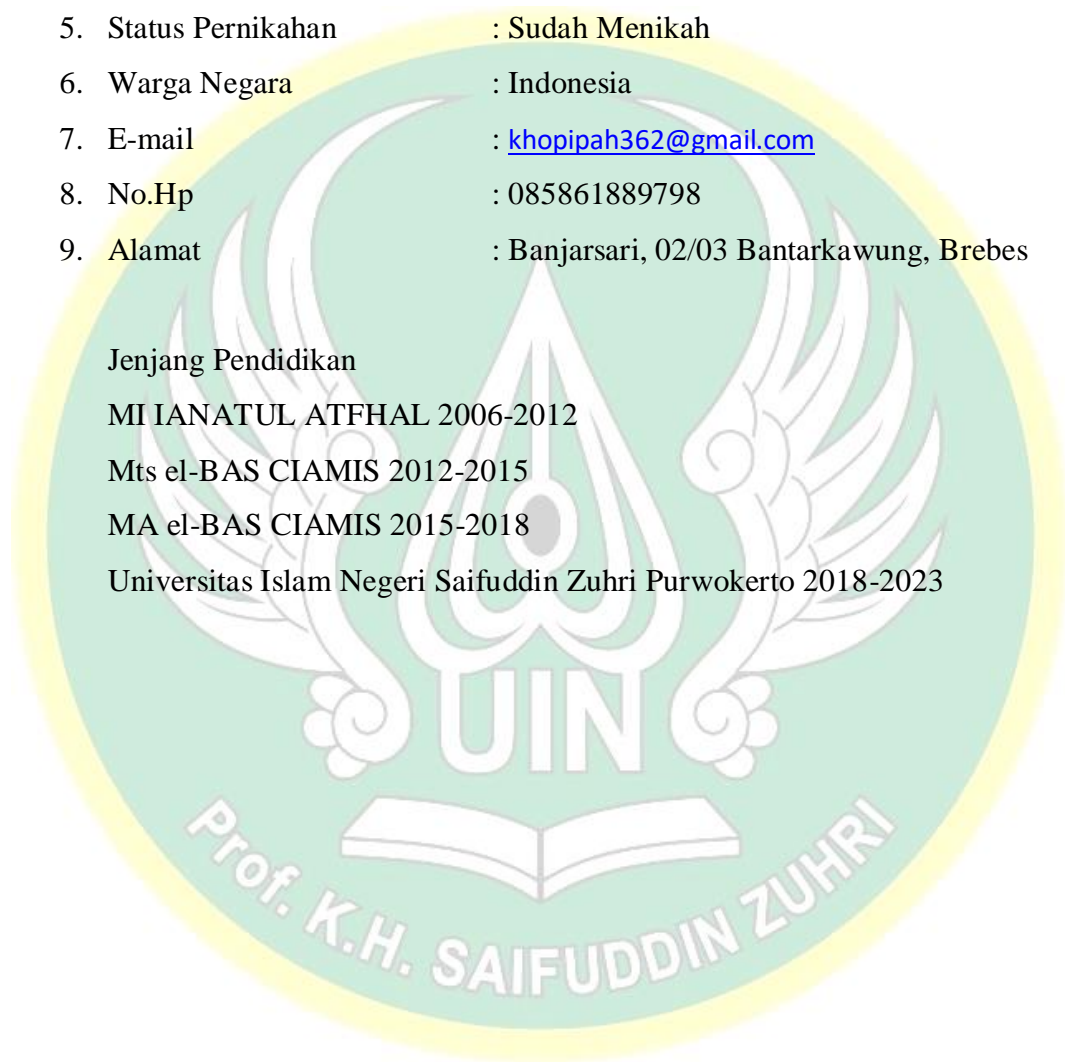 5. Status Pernikahan : Sudah Menikah
6. Warga Negara : Indonesia
7. E-mail : khopipah362@gmail.com
8. No.Hp : 085861889798
9. Alamat : Banjarsari, 02/03 Bantarkawung, Brebes
Jenjang Pendidikan
MI IANATUL ATFHAL 2006-2012
Mts el-BAS CIAMIS 2012-2015
MA el-BAS CIAMIS 2015-2018
Universitas Islam Negeri Saifuddin Zuhri Purwokerto 2018-2023
UIN
Prof. K.H. SAIFUDDIN ZUHRI